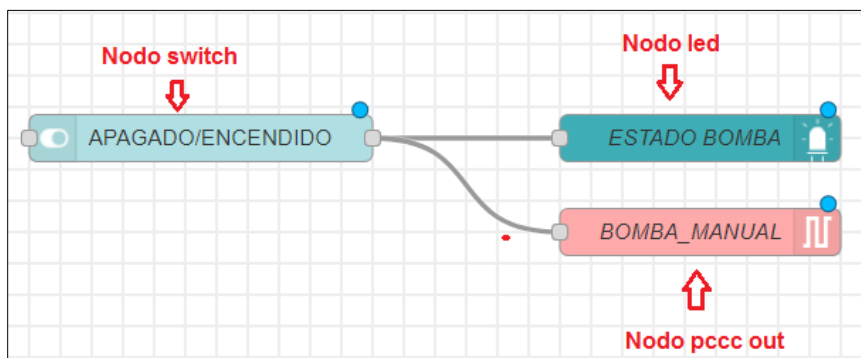 Nodo switch
Nodo led
APAGADO/ENCENDIDO
ESTADO BOMBA
BOMBA_MANUAL
Nodo pccc out